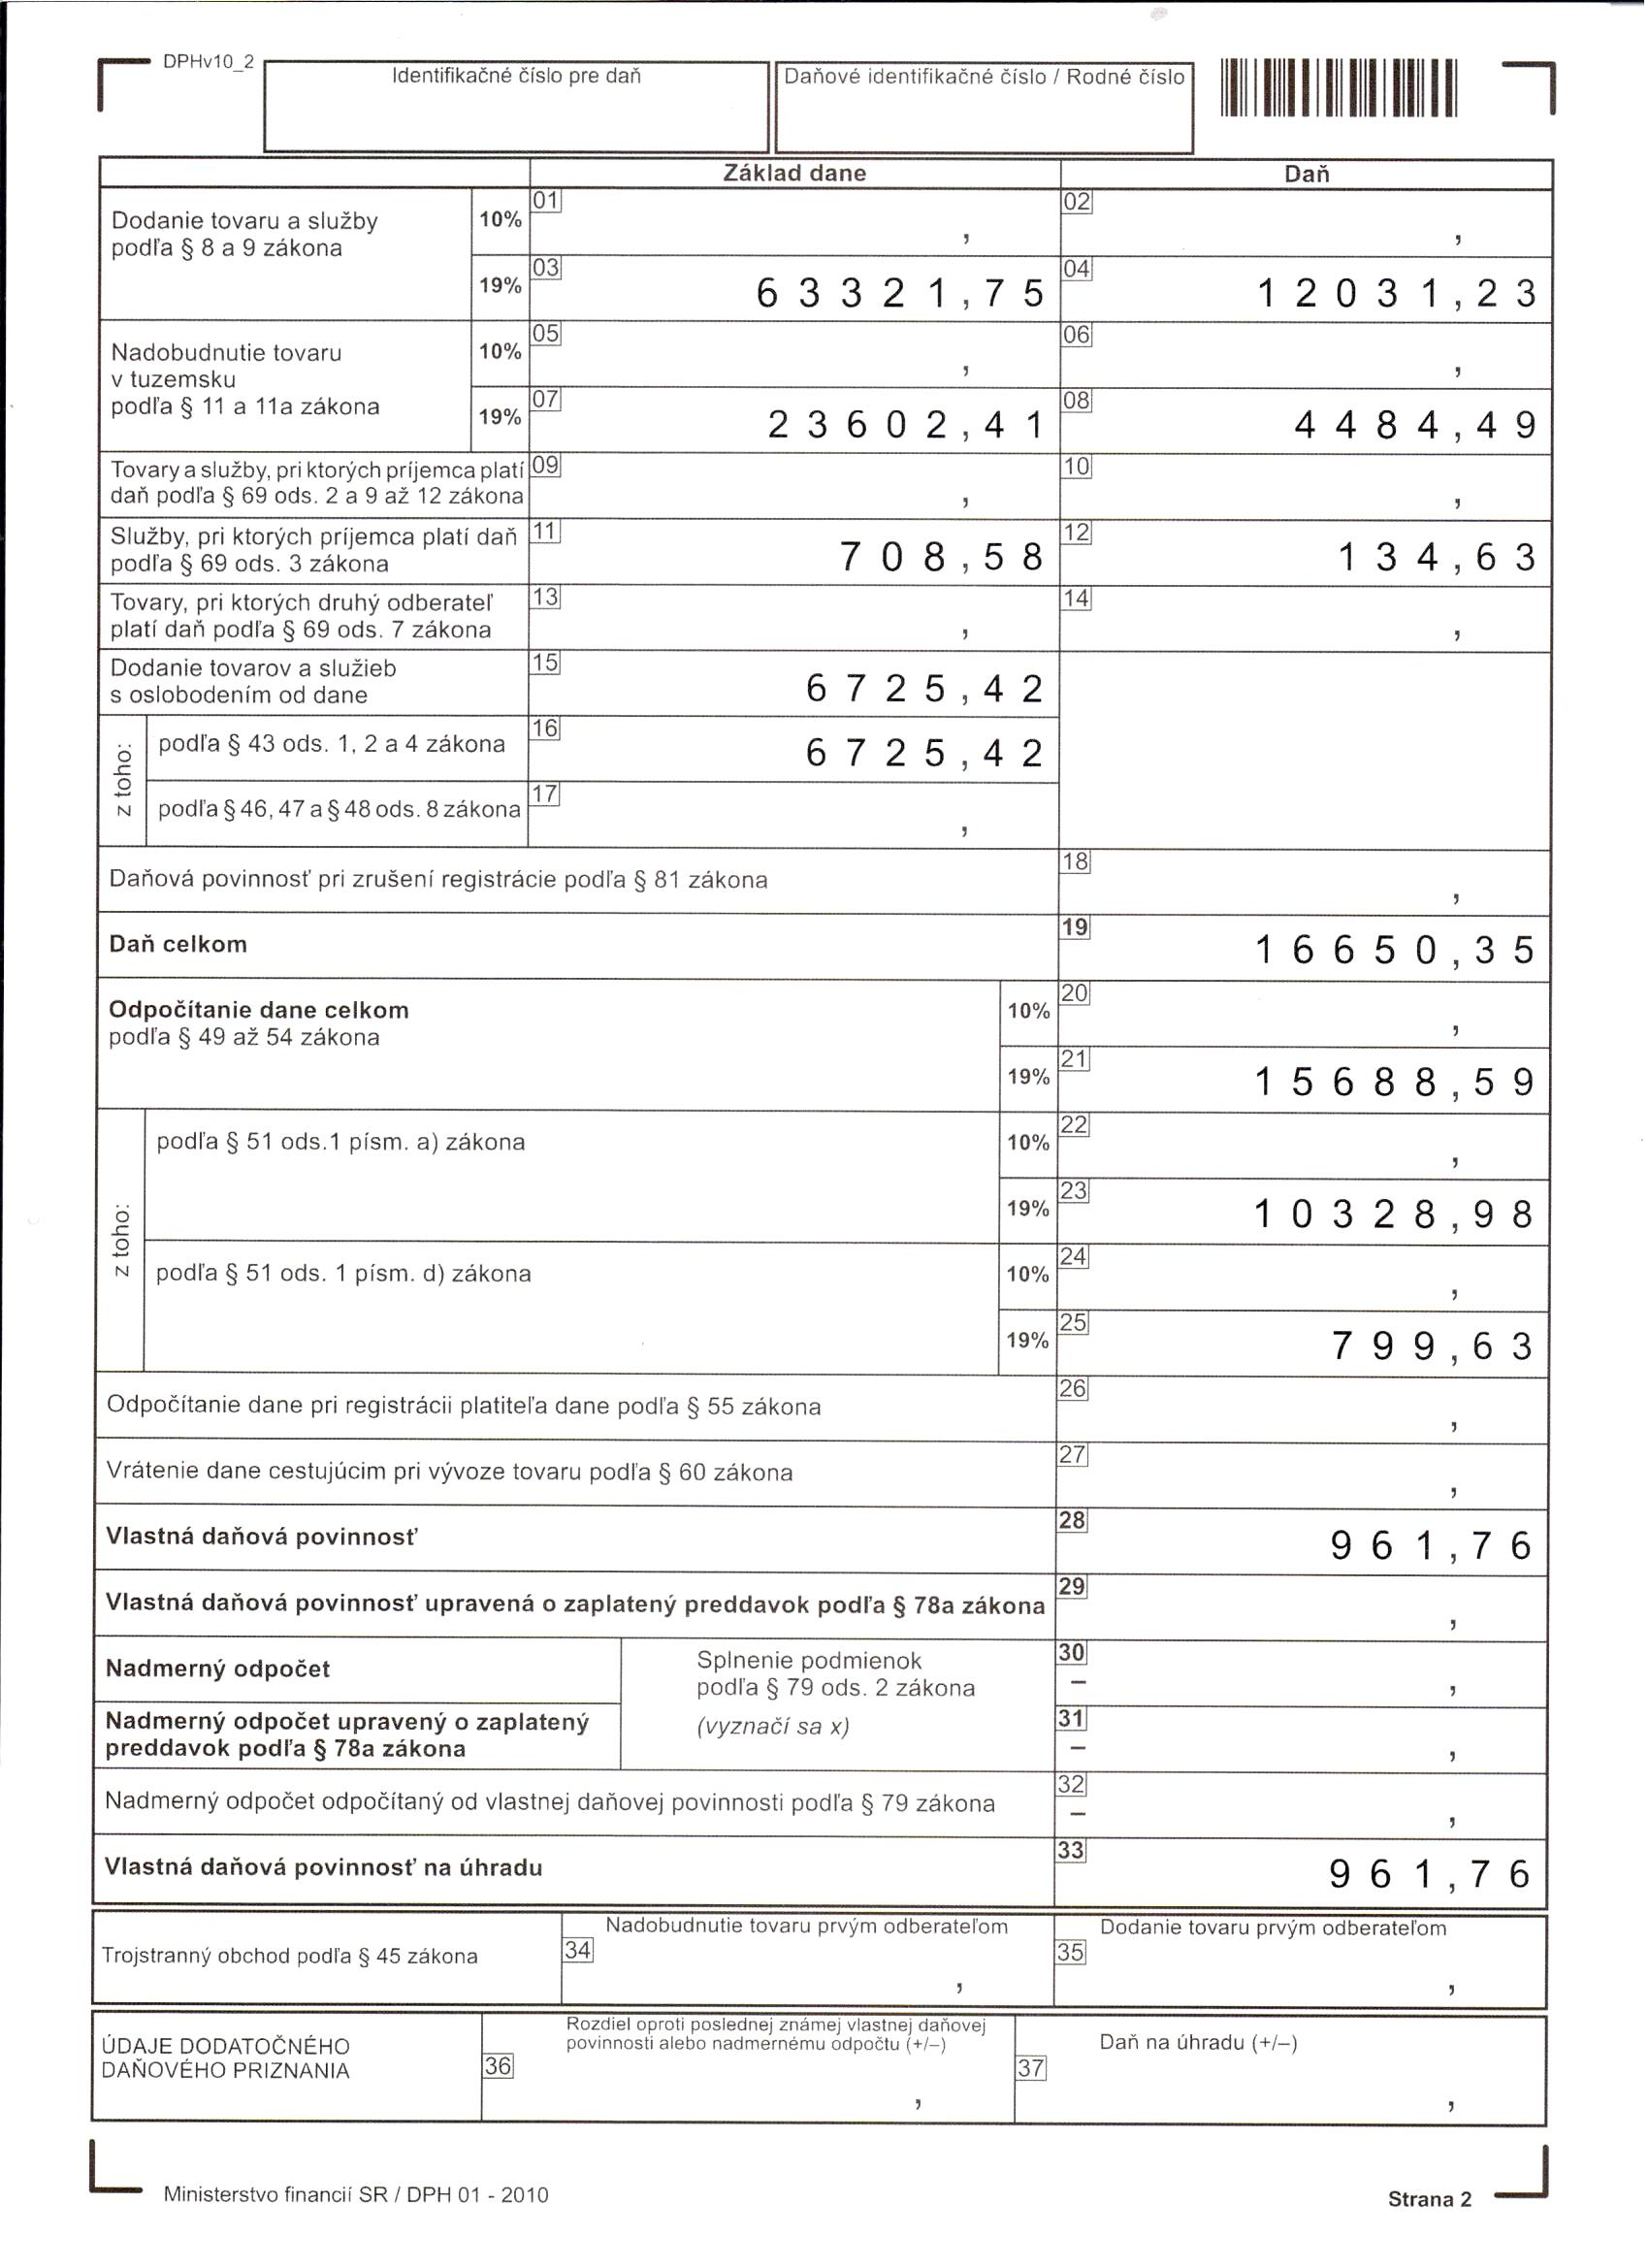 DPHv10_2
Identifikačné číslo pre daň
Daňové identifikačné číslo / Rodné číslo
Základ dane
Daň
Dodanie tovaru a služby
podľa § 8 a 9 zákona
10%
01
,
02
,
19%
03
63321,75
04
12031,23
Nadobudnutie tovaru
v tuzemsku
podľa § 11 a 11a zákona
10%
05
,
06
,
19%
07
23602,41
08
4484,49
Tovary a služby, pri ktorých príjemca platí
daň podľa § 69 ods. 2 a 9 až 12 zákona
09
,
10
,
Služby, pri ktorých príjemca platí daň
podľa § 69 ods. 3 zákona
11
708,58
12
134,63
Tovary, pri ktorých druhý odberateľ
platí daň podľa § 69 ods. 7 zákona
13
,
14
,
Dodanie tovarov a služieb
s oslobodením od dane
15
6725,42
z toho:
podľa § 43 ods. 1, 2 a 4 zákona
16
6725,42
podľa § 46, 47 a § 48 ods. 8 zákona
17
,
Daňová povinnosť pri zrušení registrácie podľa § 81 zákona
18
,
Daň celkom
19
16650,35
Odpočítanie dane celkom
podľa § 49 až 54 zákona
10%
20
,
19%
21
15688,59
z toho:
podľa § 51 ods.1 písm. a) zákona
10%
22
,
19%
23
10328,98
podľa § 51 ods. 1 písm. d) zákona
10%
24
,
19%
25
799,63
Odpočítanie dane pri registrácii platiteľa dane podľa § 55 zákona
26
,
Vrátenie dane cestujúcim pri vývoze tovaru podľa § 60 zákona
27
,
Vlastná daňová povinnosť
28
961,76
Vlastná daňová povinnosť upravená o zaplatený preddavok podľa § 78a zákona
29
,
Nadmerný odpočet
Splnenie podmienok
podľa § 79 ods. 2 zákona
(vyznačí sa x)
30
–
,
Nadmerný odpočet upravený o zaplatený
preddavok podľa § 78a zákona
31
–
,
Nadmerný odpočet odpočítaný od vlastnej daňovej povinnosti podľa § 79 zákona
32
–
,
Vlastná daňová povinnosť na úhradu
33
961,76
Trojstranný obchod podľa § 45 zákona
Nadobudnutie tovaru prvým odberateľom
34
,
Dodanie tovaru prvým odberateľom
35
,
ÚDAJE DODATOČNÉHO
DAŇOVÉHO PRIZNANIA
Rozdiel oproti poslednej známej vlastnej daňovej
povinnosti alebo nadmernému odpočtu (+/–)
36
,
Daň na úhradu (+/–)
37
,
Ministerstvo financií SR / DPH 01 - 2010
Strana 2